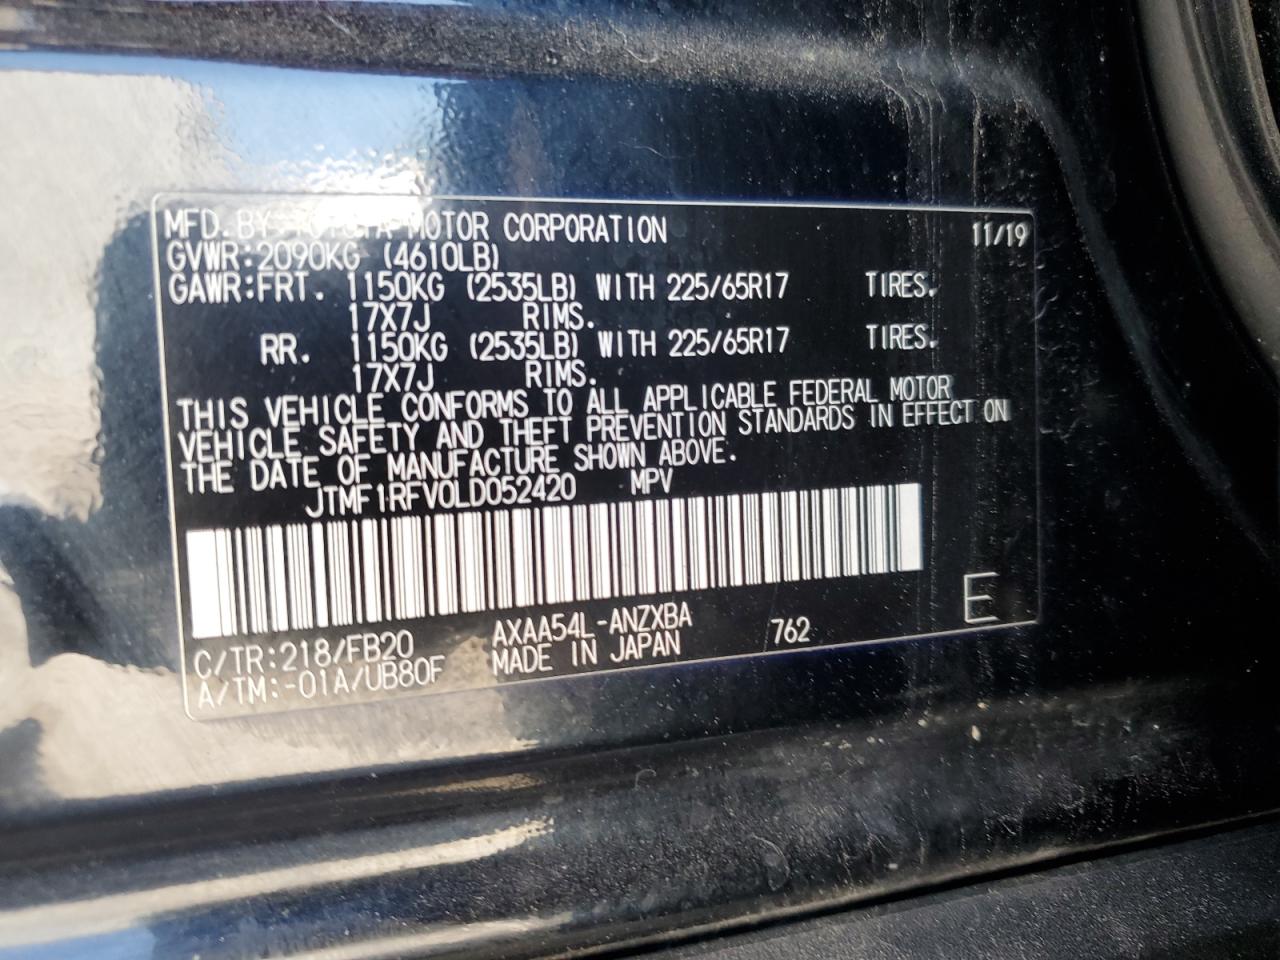 MFD. BY TOYOTA MOTOR CORPORATION 11/19
GVWR:2090KG (4610LB)
GAWR:FRT. 1150KG (2535LB) WITH 225/65R17 TIRES.
17X7J RIMS.
RR. 1150KG (2535LB) WITH 225/65R17 TIRES.
17X7J RIMS.
THIS VEHICLE CONFORMS TO ALL APPLICABLE FEDERAL MOTOR
VEHICLE SAFETY AND THEFT PREVENTION STANDARDS IN EFFECT ON
THE DATE OF MANUFACTURE SHOWN ABOVE.
JTMF1RFV0LD052420 MPV
C/TR:218/FB20 AXAA54L-ANZXBA 762 E
A/TM:-01A/UB80F MADE IN JAPAN